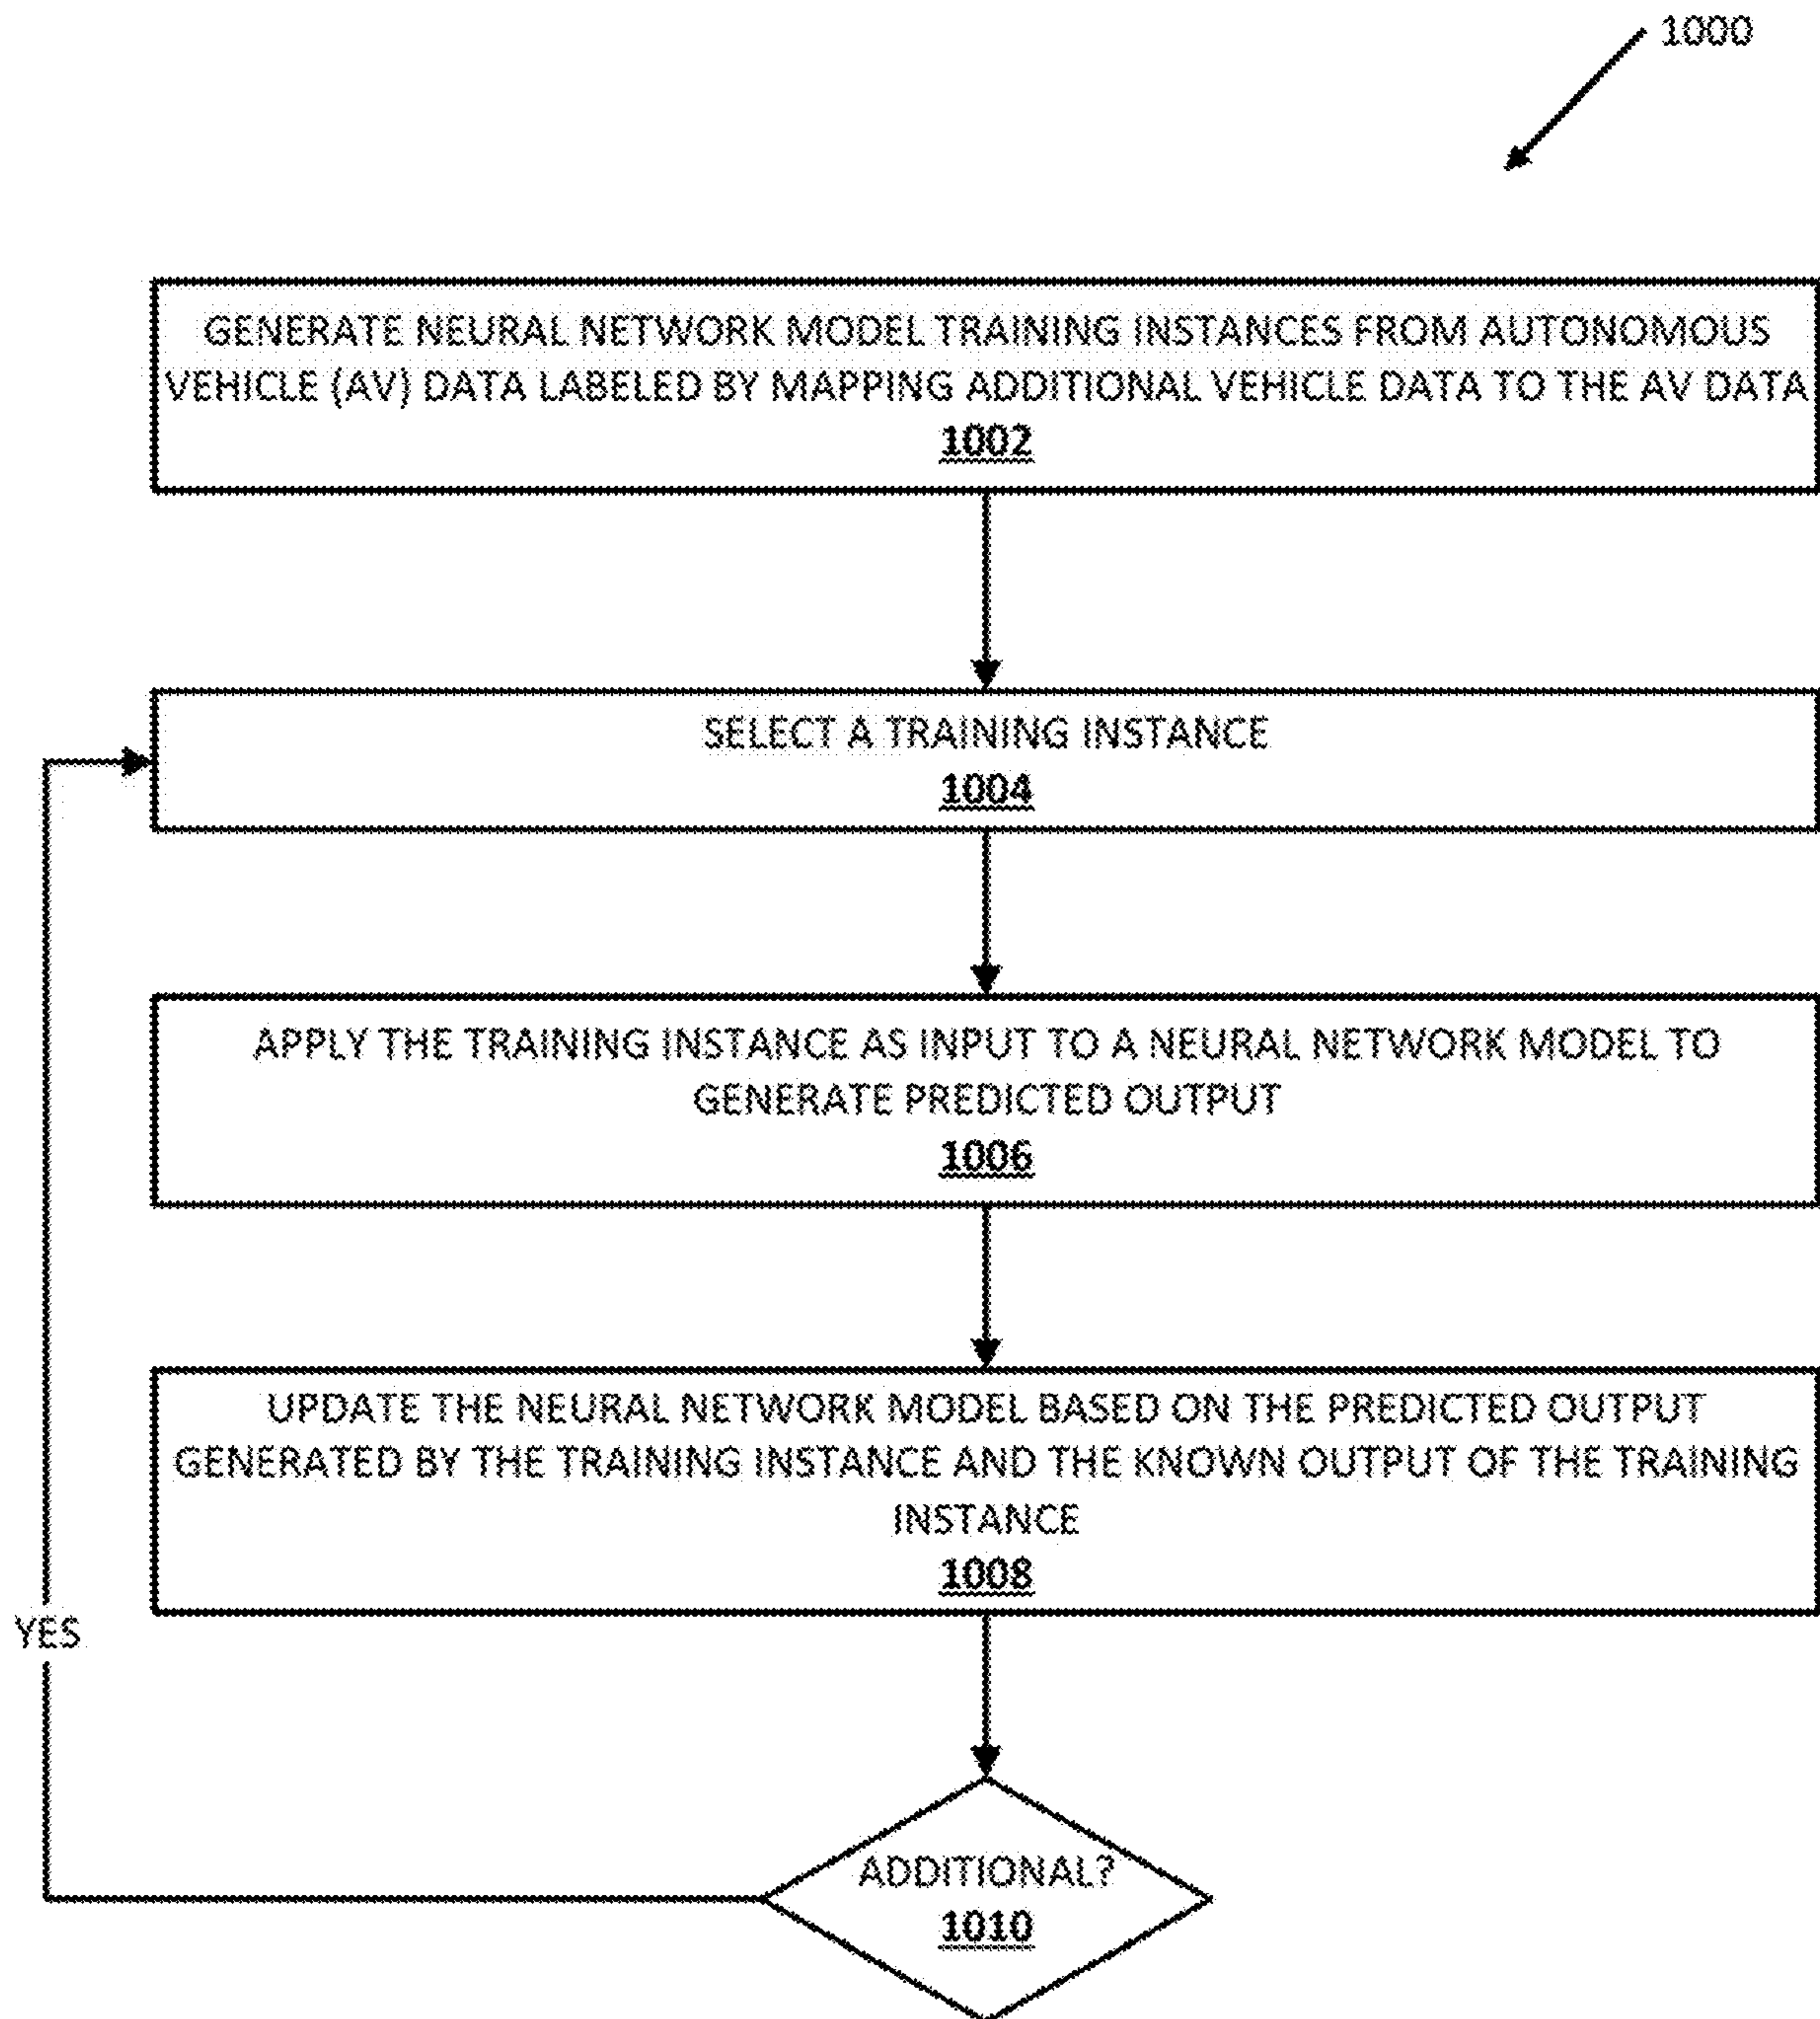 1000
GENERATE NEURAL NETWORK MODEL TRAINING INSTANCES FROM AUTONOMOUS
VEHICLE (AV) DATA LABELED BY MAPPING ADDITIONAL VEHICLE DATA TO THE AV DATA
1002
SELECT A TRAINING INSTANCE
1004
APPLY THE TRAINING INSTANCE AS INPUT TO A NEURAL NETWORK MODEL TO
GENERATE PREDICTED OUTPUT
1006
UPDATE THE NEURAL NETWORK MODEL BASED ON THE PREDICTED OUTPUT
GENERATED BY THE TRAINING INSTANCE AND THE KNOWN OUTPUT OF THE TRAINING
INSTANCE
1008
YES
ADDITIONAL?
1010